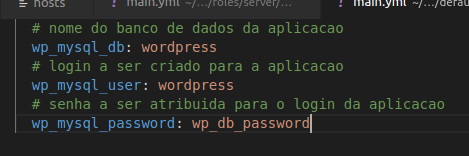 hosts
! main.yml ~/.../roles/server/...
! main.yml ~/.../defau
# nome do banco de dados da aplicacao
wp_mysql_db: wordpress
# login a ser criado para a aplicacao
wp_mysql_user: wordpress
# senha a ser atribuida para o login da aplicacao
wp_mysql_password: wp_db_password